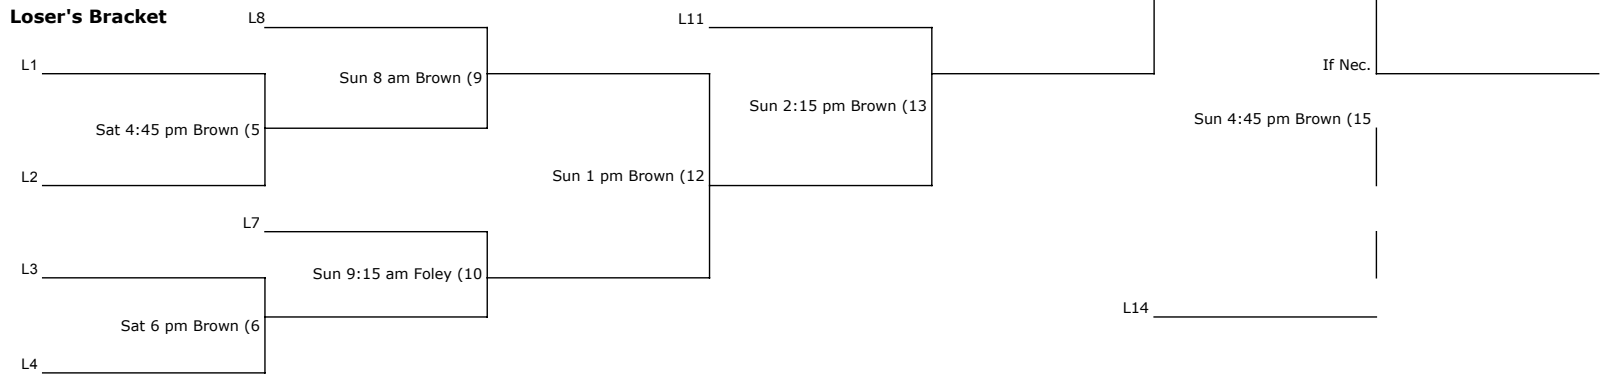 Loser's Bracket
L8
L11
L1
If Nec.
Sun 8 am Brown (9
Sun 2:15 pm Brown (13
Sun 4:45 pm Brown (15
Sat 4:45 pm Brown (5
L2
Sun 1 pm Brown (12
L7
L3
Sun 9:15 am Foley (10
L14
Sat 6 pm Brown (6
L4